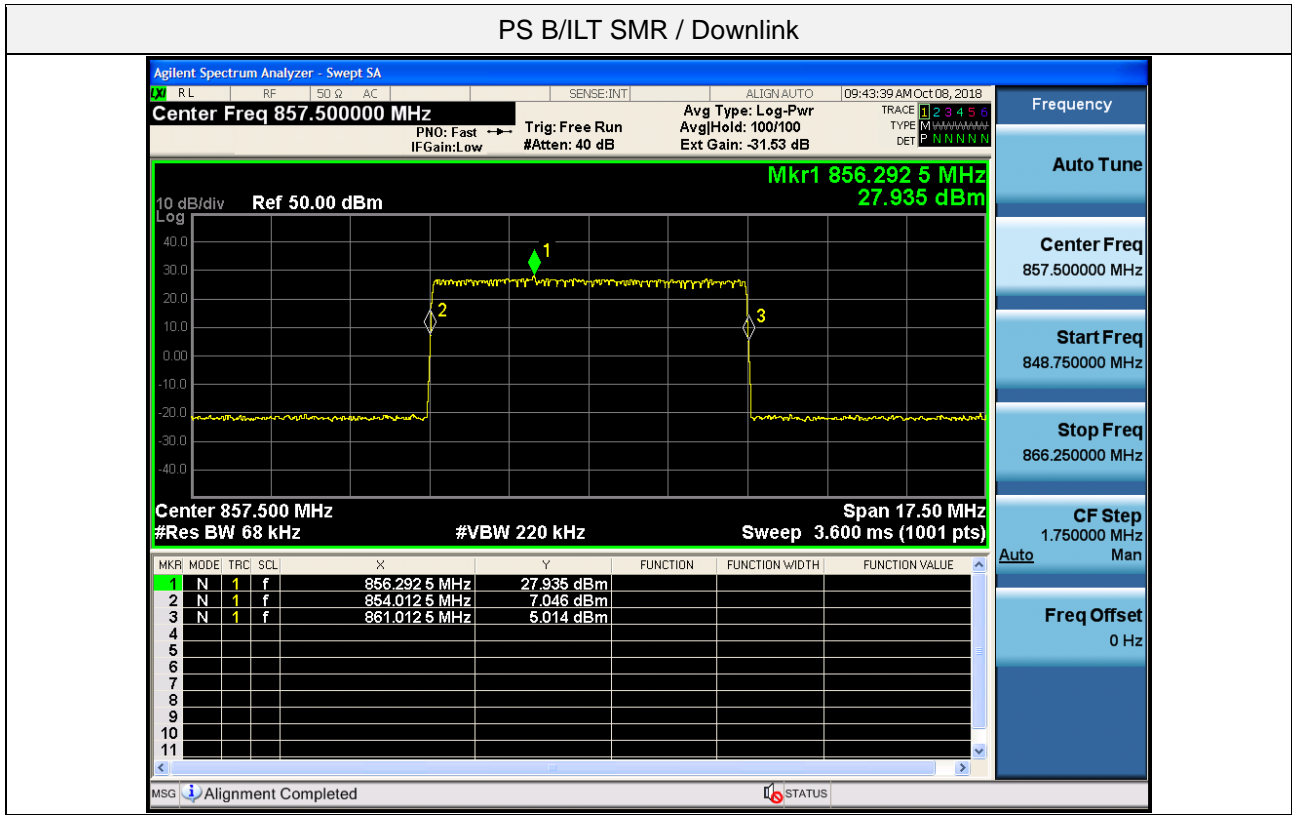 PS B/ILT SMR / Downlink
Agilent Spectrum Analyzer - Swept SA
LXI RL RF 50 Ω AC SENSE:INT ALIGN AUTO 09:43:39 AM Oct 08, 2018
Center Freq 857.500000 MHz
PNO: Fast
IFGain:Low
Trig: Free Run
#Atten: 40 dB
Avg Type: Log-Pwr
Avg|Hold: 100/100
Ext Gain: -31.53 dB
TRACE 1 2 3 4 5 6
TYPE M
DET P N N N N N
Mkr1 856.292 5 MHz
27.935 dBm
10 dB/div Ref 50.00 dBm
Log
40.0
30.0
20.0
10.0
0.00
-10.0
-20.0
-30.0
-40.0
1
2
3
Center 857.500 MHz Span 17.50 MHz
#Res BW 68 kHz #VBW 220 kHz Sweep 3.600 ms (1001 pts)
MKR MODE TRC SCL X Y FUNCTION FUNCTION WIDTH FUNCTION VALUE
1 N 1 f 856.292 5 MHz 27.935 dBm
2 N 1 f 854.012 5 MHz 7.046 dBm
3 N 1 f 861.012 5 MHz 5.014 dBm
4
5
6
7
8
9
10
11
MSG Alignment Completed STATUS
Frequency
Auto Tune
Center Freq
857.500000 MHz
Start Freq
848.750000 MHz
Stop Freq
866.250000 MHz
CF Step
1.750000 MHz
Auto Man
Freq Offset
0 Hz